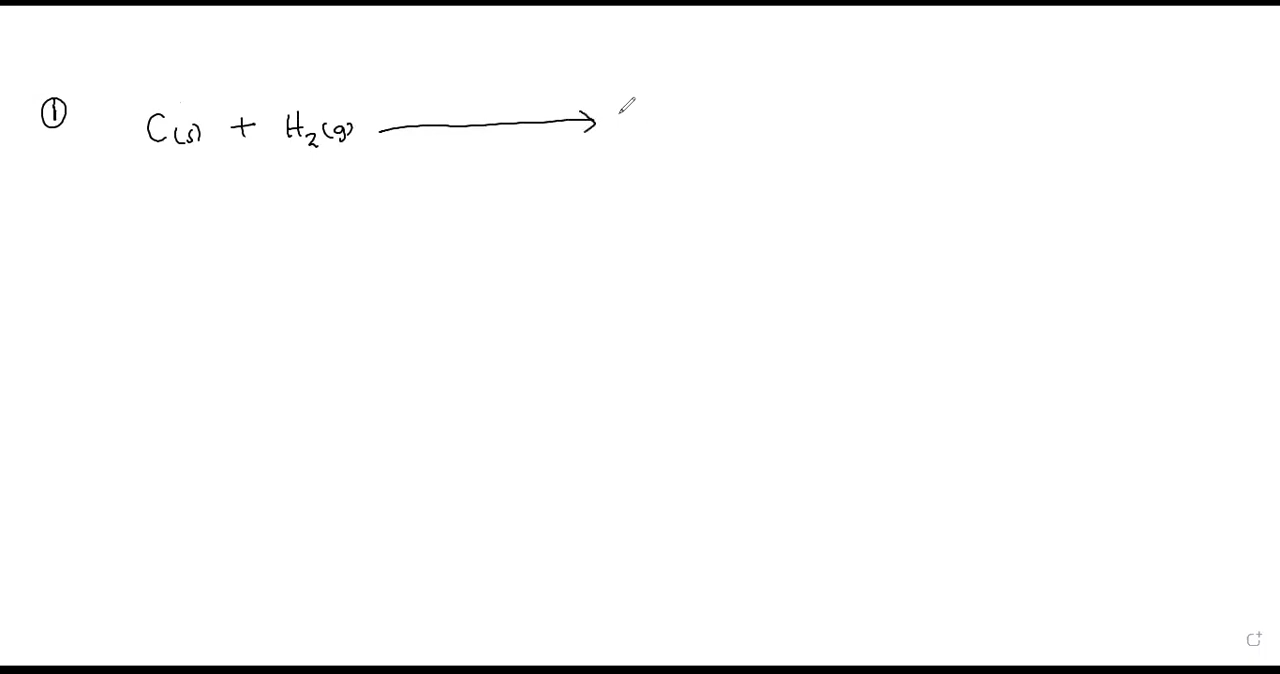 ① C(s) + H₂(g) ⟶